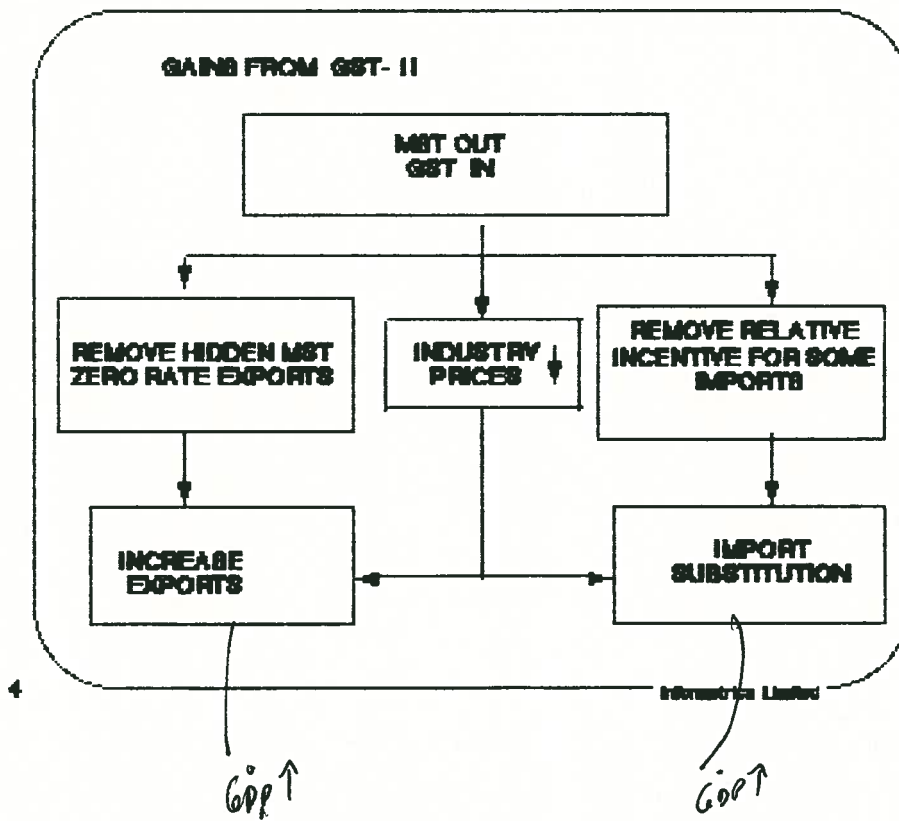 GAINS FROM GST- II
MST OUT
GST IN
REMOVE HIDDEN MST
ZERO RATE EXPORTS
INDUSTRY
PRICES ↓
REMOVE RELATIVE
INCENTIVE FOR SOME
IMPORTS
INCREASE
EXPORTS
IMPORT
SUBSTITUTION
4
Informetrica Limited
GDP ↑
GDP ↑